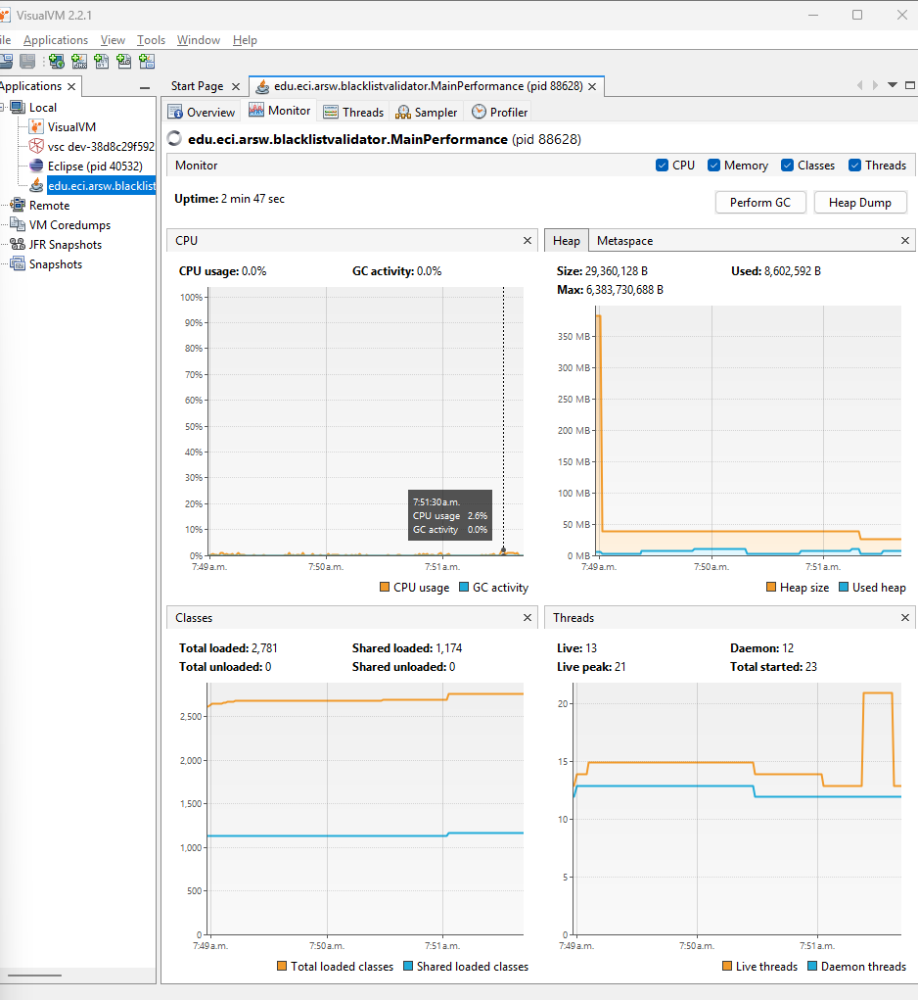 VisualVM 2.2.1
ile Applications View Tools Window Help
Applications
Start Page
edu.eci.arsw.blacklistvalidator.MainPerformance (pid 88628)
Local
VisualVM
vsc dev-38d8c29f592
Eclipse (pid 40532)
edu.eci.arsw.blacklist
Remote
VM Coredumps
JFR Snapshots
Snapshots
Overview Monitor Threads Sampler Profiler
edu.eci.arsw.blacklistvalidator.MainPerformance (pid 88628)
Monitor CPU Memory Classes Threads
Uptime: 2 min 47 sec
Perform GC Heap Dump
CPU
CPU usage: 0.0% GC activity: 0.0%
100%
90%
80%
70%
60%
50%
40%
30%
20%
10%
0%
7:51:30 a.m.
CPU usage 2.6%
GC activity 0.0%
7:49 a.m. 7:50 a.m. 7:51 a.m.
CPU usage GC activity
Heap Metaspace
Size: 29,360,128 B Used: 8,602,592 B
Max: 6,383,730,688 B
350 MB
300 MB
250 MB
200 MB
150 MB
100 MB
50 MB
0 MB
7:49 a.m. 7:50 a.m. 7:51 a.m.
Heap size Used heap
Classes
Total loaded: 2,781 Shared loaded: 1,174
Total unloaded: 0 Shared unloaded: 0
2,500
2,000
1,500
1,000
500
0
7:49 a.m. 7:50 a.m. 7:51 a.m.
Total loaded classes Shared loaded classes
Threads
Live: 13 Daemon: 12
Live peak: 21 Total started: 23
20
15
10
5
0
7:49 a.m. 7:50 a.m. 7:51 a.m.
Live threads Daemon threads